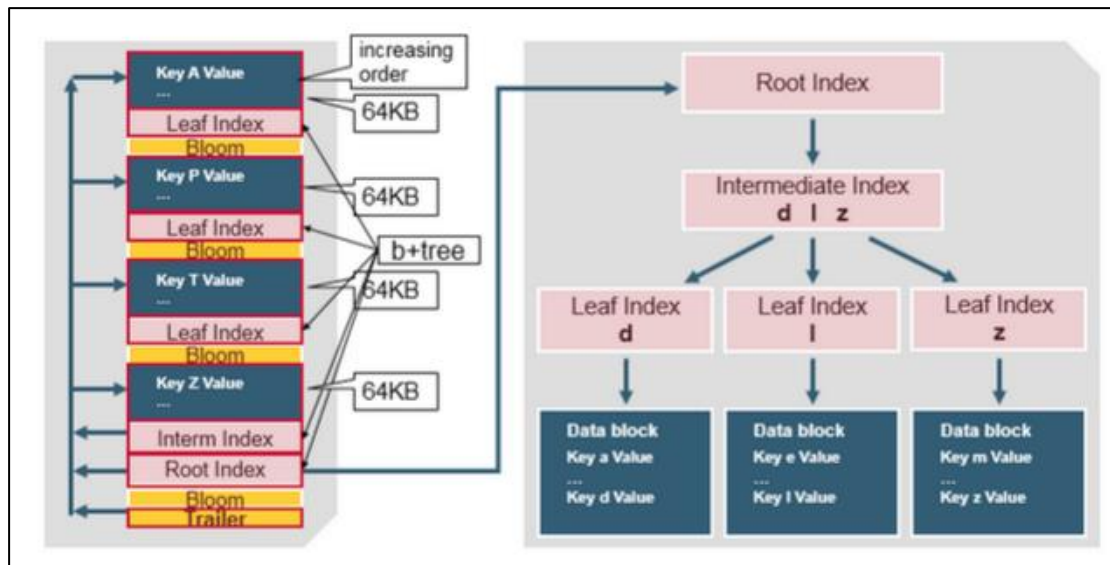 Key A Value
...
Leaf Index
Bloom
Key P Value
...
Leaf Index
Bloom
Key T Value
...
Leaf Index
Bloom
Key Z Value
...
Interm Index
Root Index
Bloom
Trailer
increasing
order
64KB
64KB
b+tree
64KB
64KB
Root Index
Intermediate Index
d l z
Leaf Index
d
Leaf Index
l
Leaf Index
z
Data block
Key a Value
...
Key d Value
Data block
Key e Value
...
Key l Value
Data block
Key m Value
...
Key z Value